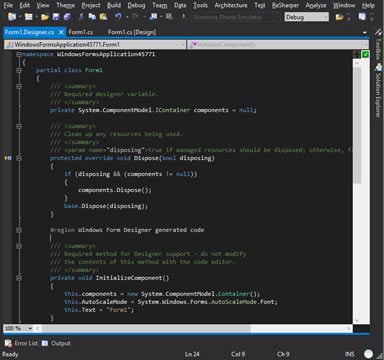 File Theme Edit View Project Build Debug Team Data Tools Architecture Test ReSharper Analyze Window Help
Windows Phone Emulator Debug
Form1.Designer.cs Form1.cs Form1.cs [Design]
WindowsFormsApplication45771.Form1 InitializeComponent()
namespace WindowsFormsApplication45771
{
partial class Form1
{
/// <summary>
/// Required designer variable.
/// </summary>
private System.ComponentModel.IContainer components = null;
/// <summary>
/// Clean up any resources being used.
/// </summary>
/// <param name="disposing">true if managed resources should be disposed; otherwise, fa
protected override void Dispose(bool disposing)
{
if (disposing && (components != null))
{
components.Dispose();
}
base.Dispose(disposing);
}
#region Windows Form Designer generated code
/// <summary>
/// Required method for Designer support - do not modify
/// the contents of this method with the code editor.
/// </summary>
private void InitializeComponent()
{
this.components = new System.ComponentModel.Container();
this.AutoScaleMode = System.Windows.Forms.AutoScaleMode.Font;
this.Text = "Form1";
}
100 %
Toolbox
Solution Explorer
Error List Output
Ready Ln 24 Col 9 Ch 9 INS